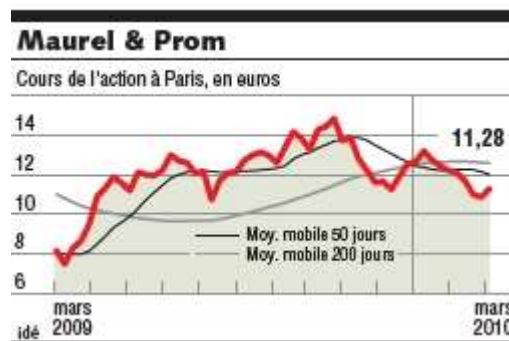 Maurel & Prom
Cours de l'action à Paris, en euros
14
11,28
12
10
Moy. mobile 50 jours
8
Moy. mobile 200 jours
6
mars
2009
mars
2010
idé